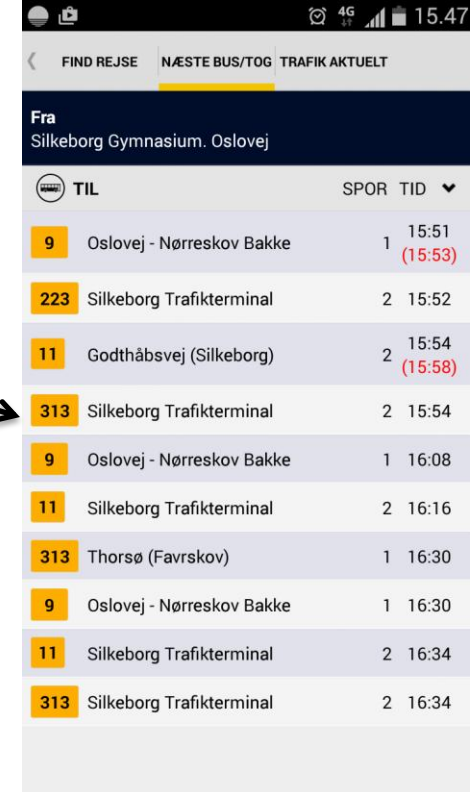 4G 15.47
FIND REJSE NÆSTE BUS/TOG TRAFIK AKTUELT
Fra
Silkeborg Gymnasium. Oslovej
TIL SPOR TID
9 Oslovej - Nørreskov Bakke 1 15:51
(15:53)
223 Silkeborg Trafikterminal 2 15:52
11 Godthåbsvej (Silkeborg) 2 15:54
(15:58)
313 Silkeborg Trafikterminal 2 15:54
9 Oslovej - Nørreskov Bakke 1 16:08
11 Silkeborg Trafikterminal 2 16:16
313 Thorsø (Favrskov) 1 16:30
9 Oslovej - Nørreskov Bakke 1 16:30
11 Silkeborg Trafikterminal 2 16:34
313 Silkeborg Trafikterminal 2 16:34